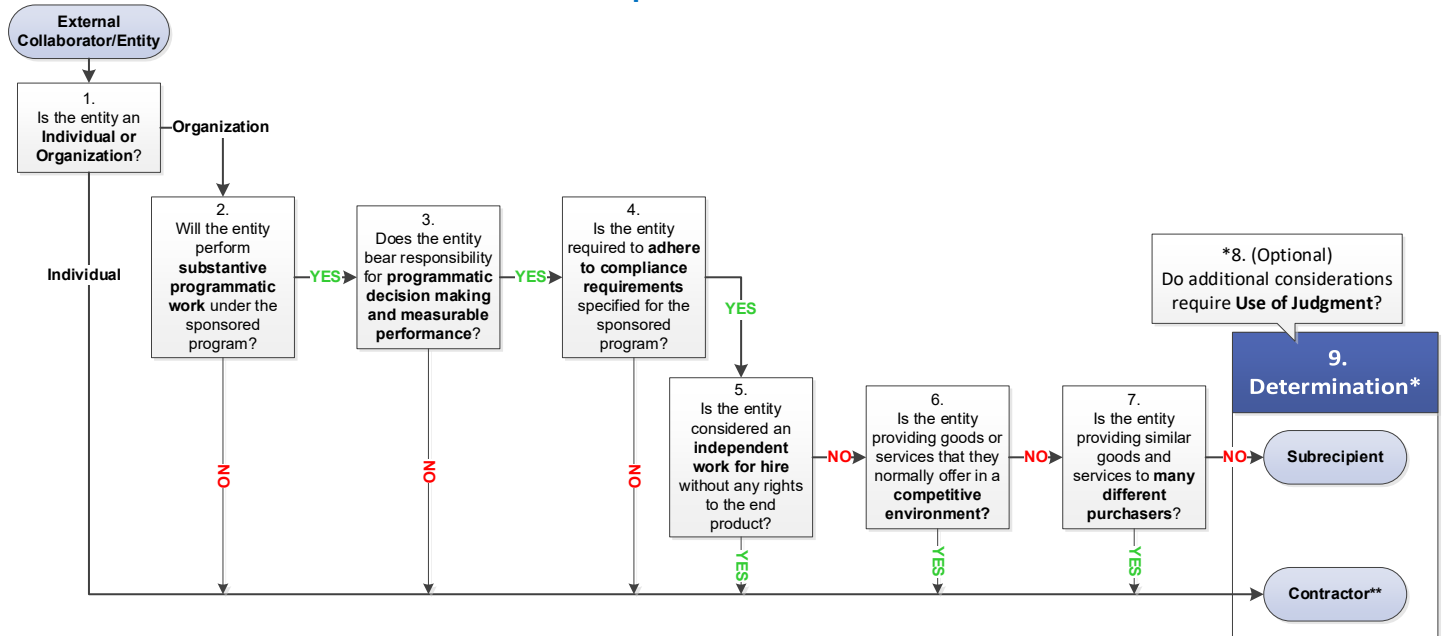 External
Collaborator/Entity
1.
Is the entity an
Individual or
Organization?
Organization
Individual
2.
Will the entity
perform
substantive
programmatic
work under the
sponsored
program?
YES
NO
3.
Does the entity
bear responsibility
for programmatic
decision making
and measurable
performance?
YES
NO
4.
Is the entity
required to adhere
to compliance
requirements
specified for the
sponsored
program?
YES
NO
5.
Is the entity
considered an
independent
work for hire
without any rights
to the end
product?
NO
YES
6.
Is the entity
providing goods or
services that they
normally offer in a
competitive
environment?
NO
YES
7.
Is the entity
providing similar
goods and
services to many
different
purchasers?
NO
YES
*8. (Optional)
Do additional considerations
require Use of Judgment?
9.
Determination*
Subrecipient
Contractor**